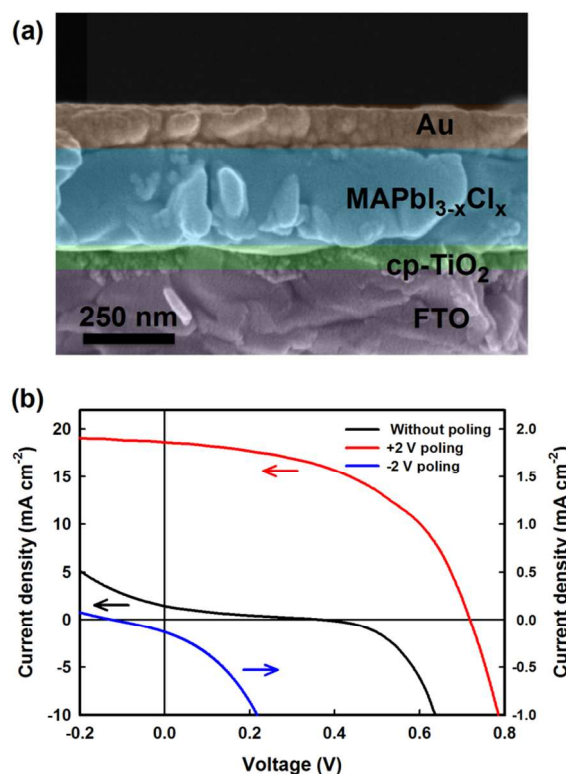 (a)
Au
MAPbI₃₋ₓClₓ
cp-TiO₂
FTO
250 nm
(b)
Without poling
+2 V poling
-2 V poling
Current density (mA cm⁻²)
20
15
10
5
0
-5
-10
2.0
1.5
1.0
0.5
0.0
-0.5
-1.0
Current density (mA cm⁻²)
-0.2
0.0
0.2
0.4
0.6
0.8
Voltage (V)